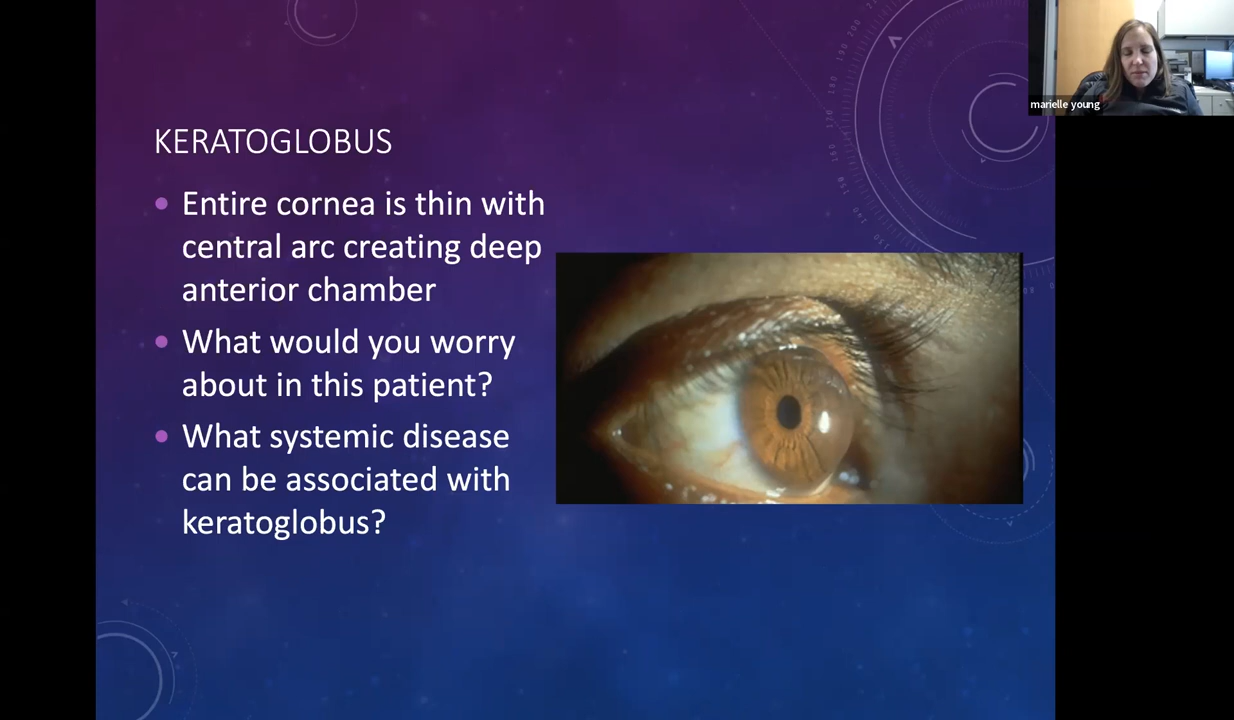 marielle young
KERATOGLOBUS
• Entire cornea is thin with
central arc creating deep
anterior chamber
• What would you worry
about in this patient?
• What systemic disease
can be associated with
keratoglobus?